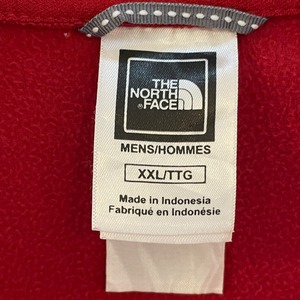 THE
NORTH
®FACE
MENS/HOMMES
XXL/TTG
Made in Indonesia
Fabriqué en Indonésie